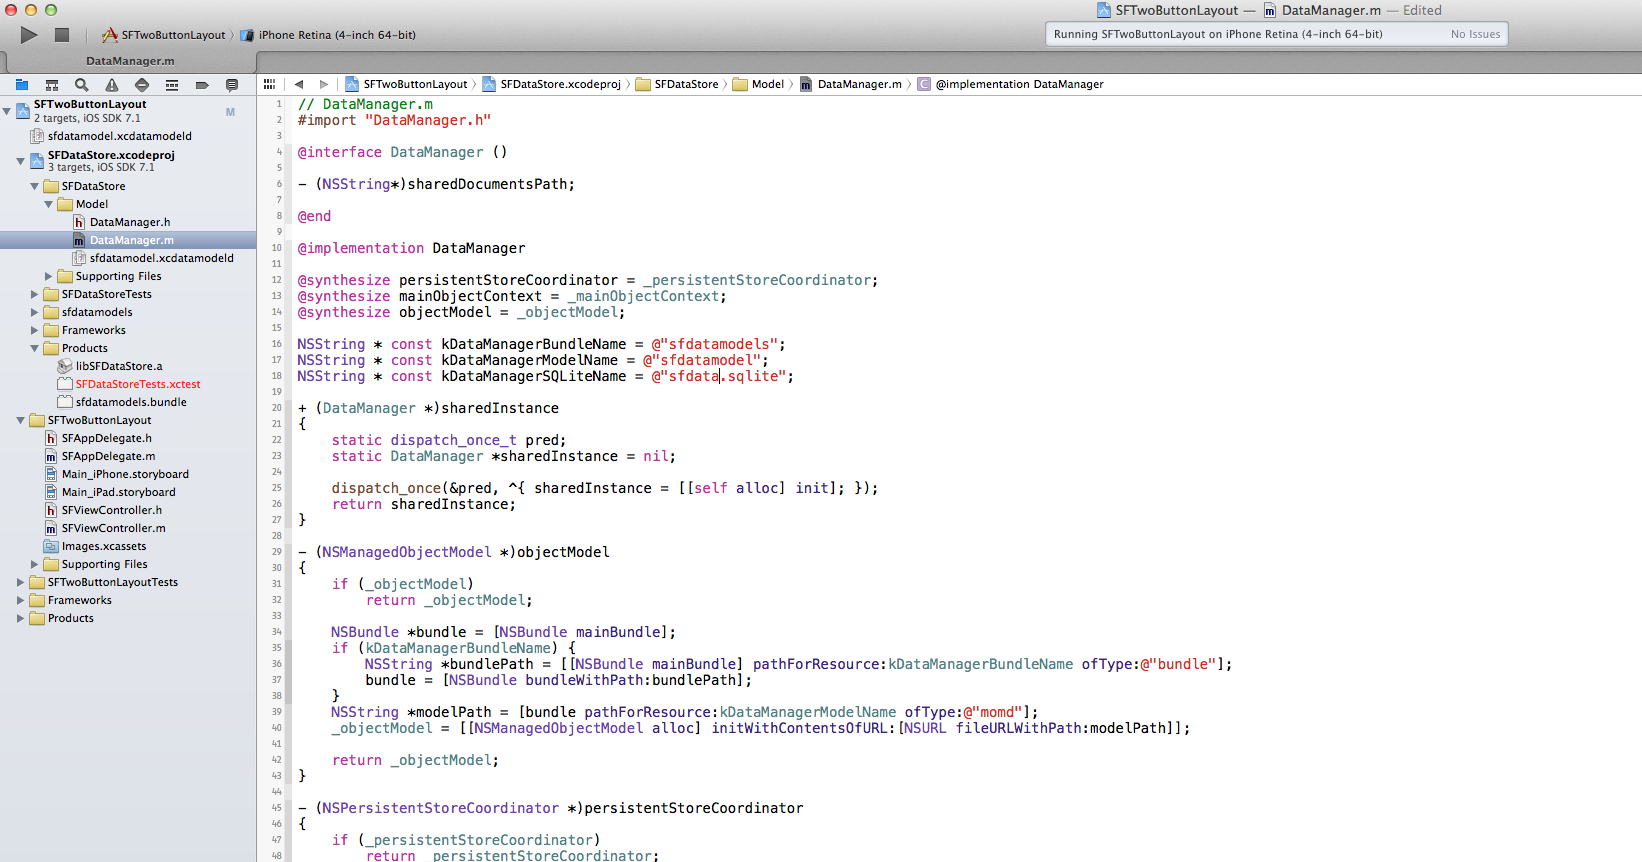 SFTwoButtonLayout — DataManager.m — Edited
SFTwoButtonLayout 〉 iPhone Retina (4-inch 64-bit)
Running SFTwoButtonLayout on iPhone Retina (4-inch 64-bit) No Issues
DataManager.m
SFTwoButtonLayout 〉 SFDataStore.xcodeproj 〉 SFDataStore 〉 Model 〉 DataManager.m 〉 C @implementation DataManager
SFTwoButtonLayout
2 targets, iOS SDK 7.1 M
sfdatamodel.xcdatamodeld
SFDataStore.xcodeproj
3 targets, iOS SDK 7.1
SFDataStore
Model
h DataManager.h
m DataManager.m
sfdatamodel.xcdatamodeld
Supporting Files
SFDataStoreTests
sfdatamodels
Frameworks
Products
libSFDataStore.a
SFDataStoreTests.xctest
sfdatamodels.bundle
SFTwoButtonLayout
h SFAppDelegate.h
m SFAppDelegate.m
Main_iPhone.storyboard
Main_iPad.storyboard
h SFViewController.h
m SFViewController.m
Images.xcassets
Supporting Files
SFTwoButtonLayoutTests
Frameworks
Products
1 // DataManager.m
2 #import "DataManager.h"
3
4 @interface DataManager ()
5
6 - (NSString*)sharedDocumentsPath;
7
8 @end
9
10 @implementation DataManager
11
12 @synthesize persistentStoreCoordinator = _persistentStoreCoordinator;
13 @synthesize mainObjectContext = _mainObjectContext;
14 @synthesize objectModel = _objectModel;
15
16 NSString * const kDataManagerBundleName = @"sfdatamodels";
17 NSString * const kDataManagerModelName = @"sfdatamodel";
18 NSString * const kDataManagerSQLiteName = @"sfdata.sqlite";
19
20 + (DataManager *)sharedInstance
21 {
22 static dispatch_once_t pred;
23 static DataManager *sharedInstance = nil;
24
25 dispatch_once(&pred, ^{ sharedInstance = [[self alloc] init]; });
26 return sharedInstance;
27 }
28
29 - (NSManagedObjectModel *)objectModel
30 {
31 if (_objectModel)
32 return _objectModel;
33
34 NSBundle *bundle = [NSBundle mainBundle];
35 if (kDataManagerBundleName) {
36 NSString *bundlePath = [[NSBundle mainBundle] pathForResource:kDataManagerBundleName ofType:@"bundle"];
37 bundle = [NSBundle bundleWithPath:bundlePath];
38 }
39 NSString *modelPath = [bundle pathForResource:kDataManagerModelName ofType:@"momd"];
40 _objectModel = [[NSManagedObjectModel alloc] initWithContentsOfURL:[NSURL fileURLWithPath:modelPath]];
41
42 return _objectModel;
43 }
44
45 - (NSPersistentStoreCoordinator *)persistentStoreCoordinator
46 {
47 if (_persistentStoreCoordinator)
48 return _persistentStoreCoordinator;